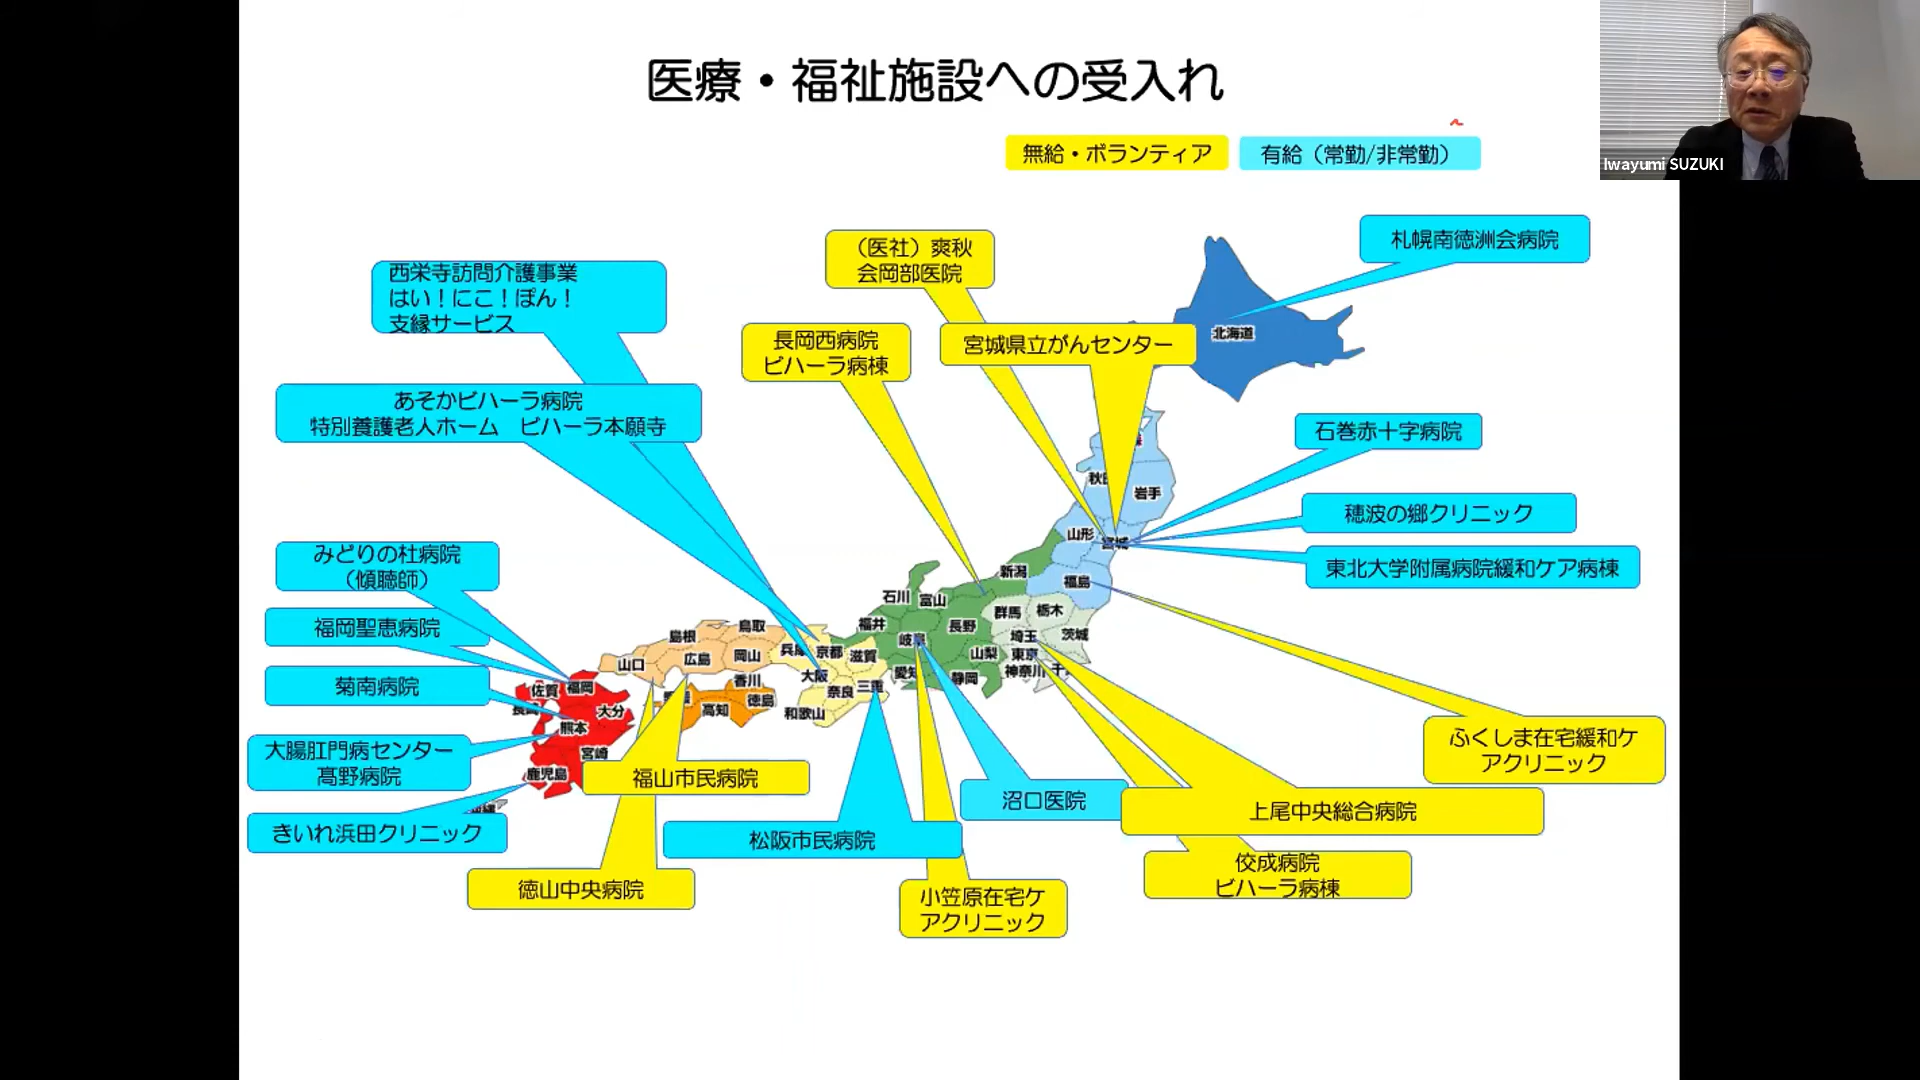 医療・福祉施設への受入れ
無給・ボランティア
有給（常勤/非常勤）
Iwayumi SUZUKI
札幌南徳洲会病院
（医社）爽秋
会岡部医院
西栄寺訪問介護事業
はい！にこ！ぽん！
支縁サービス
長岡西病院
ビハーラ病棟
宮城県立がんセンター
北海道
あそかビハーラ病院
特別養護老人ホーム　ビハーラ本願寺
石巻赤十字病院
秋田
岩手
穂波の郷クリニック
山形
宮城
東北大学附属病院緩和ケア病棟
みどりの杜病院
（傾聴師）
新潟
福島
石川
富山
群馬
栃木
福岡聖恵病院
鳥取
島根
福井
岐阜
長野
埼玉
茨城
山口
広島
岡山
兵庫
京都
滋賀
山梨
東京
神奈川
千
菊南病院
佐賀
福岡
長崎
大分
香川
徳島
高知
大阪
奈良
三重
愛知
静岡
和歌山
熊本
宮崎
鹿児島
大腸肛門病センター
髙野病院
福山市民病院
ふくしま在宅緩和ケ
アクリニック
沼口医院
上尾中央総合病院
きいれ浜田クリニック
松阪市民病院
佼成病院
ビハーラ病棟
徳山中央病院
小笠原在宅ケ
アクリニック